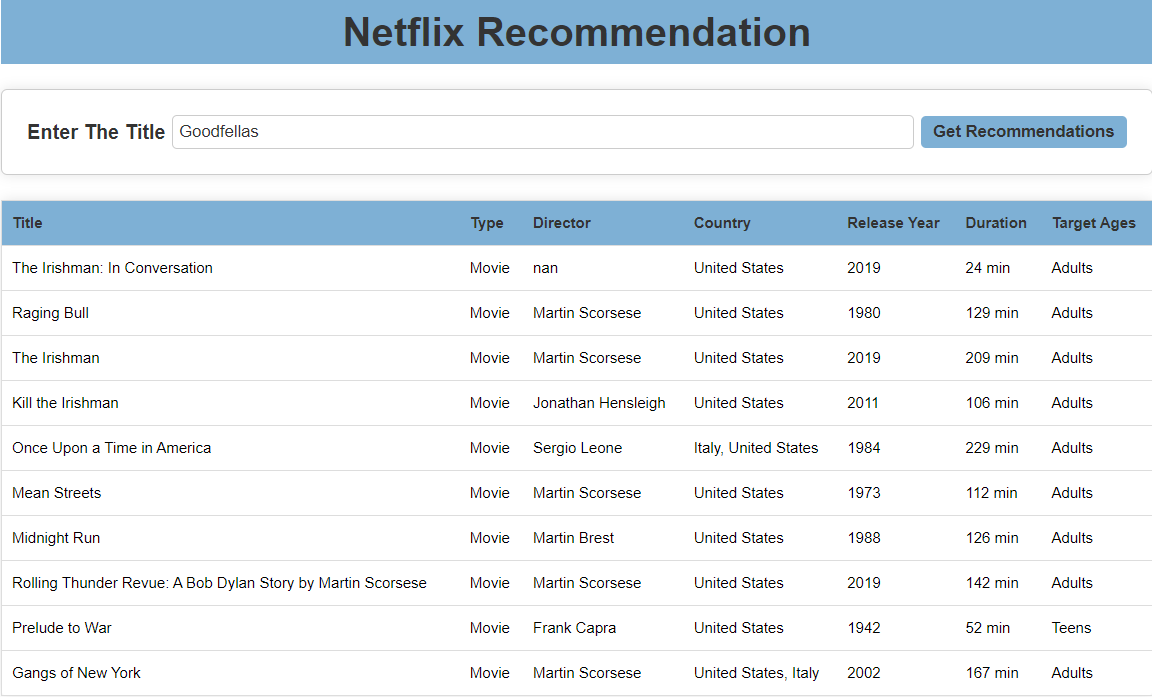 Netflix Recommendation
Enter The Title Goodfellas Get Recommendations
Title Type Director Country Release Year Duration Target Ages
The Irishman: In Conversation Movie nan United States 2019 24 min Adults
Raging Bull Movie Martin Scorsese United States 1980 129 min Adults
The Irishman Movie Martin Scorsese United States 2019 209 min Adults
Kill the Irishman Movie Jonathan Hensleigh United States 2011 106 min Adults
Once Upon a Time in America Movie Sergio Leone Italy, United States 1984 229 min Adults
Mean Streets Movie Martin Scorsese United States 1973 112 min Adults
Midnight Run Movie Martin Brest United States 1988 126 min Adults
Rolling Thunder Revue: A Bob Dylan Story by Martin Scorsese Movie Martin Scorsese United States 2019 142 min Adults
Prelude to War Movie Frank Capra United States 1942 52 min Teens
Gangs of New York Movie Martin Scorsese United States, Italy 2002 167 min Adults